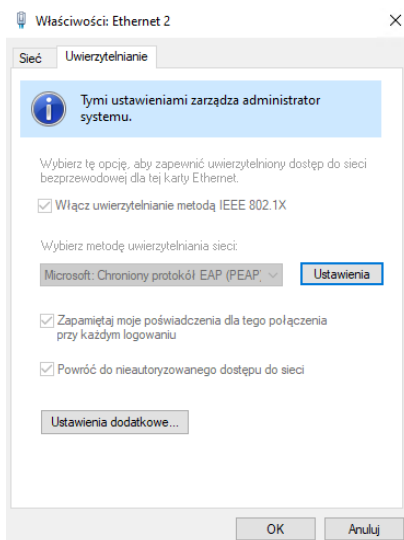 Właściwości: Ethernet 2
Sieć
Uwierzytelnianie
Tymi ustawieniami zarządza administrator
systemu.
Wybierz tę opcję, aby zapewnić uwierzytelniony dostęp do sieci
bezprzewodowej dla tej karty Ethernet.
Włącz uwierzytelnianie metodą IEEE 802.1X
Wybierz metodę uwierzytelniania sieci:
Microsoft: Chroniony protokół EAP (PEAP)
Ustawienia
Zapamiętaj moje poświadczenia dla tego połączenia
przy każdym logowaniu
Powróć do nieautoryzowanego dostępu do sieci
Ustawienia dodatkowe...
OK
Anuluj